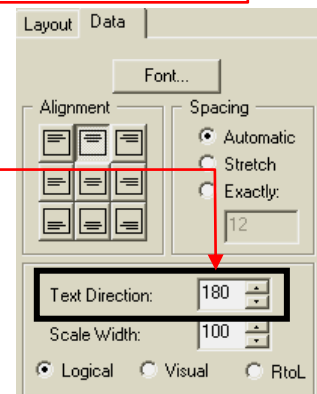 Layout Data
Font...
Alignment Spacing
Automatic
Stretch
Exactly:
12
Text Direction: 180
Scale Width: 100
Logical Visual RtoL